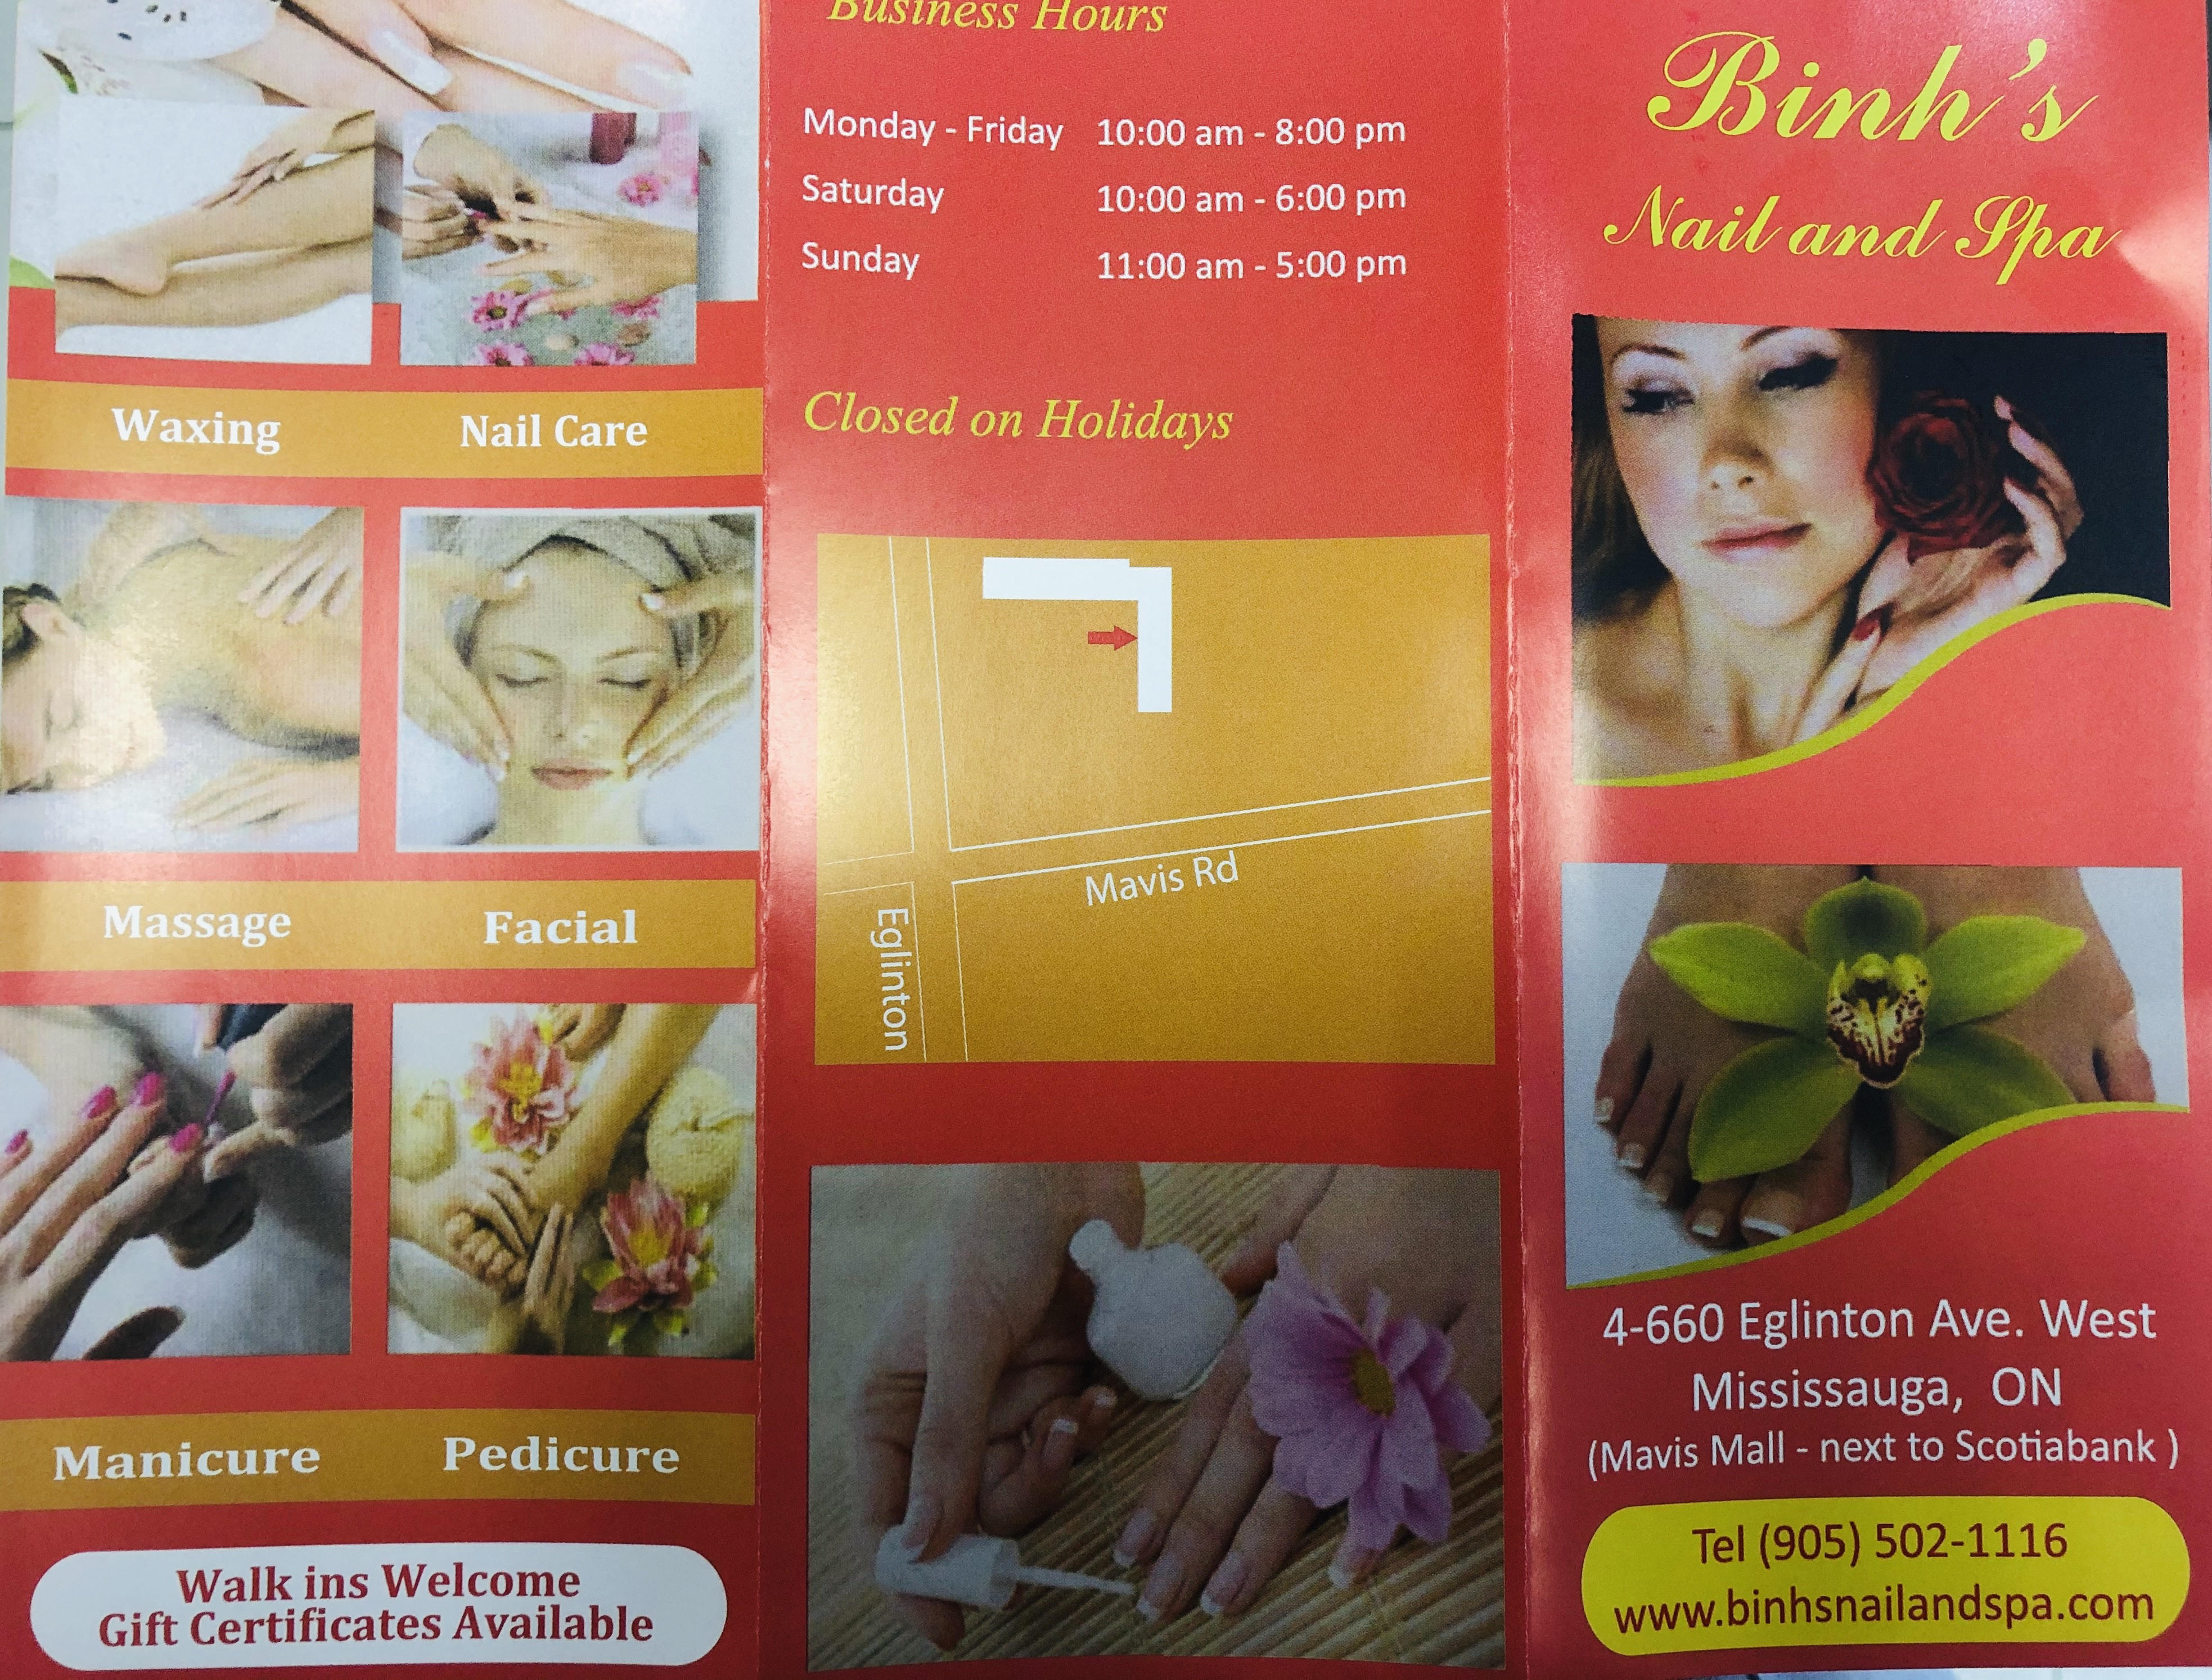 Waxing Nail Care
Massage Facial
Manicure Pedicure
Walk ins Welcome
Gift Certificates Available
Business Hours
Monday - Friday 10:00 am - 8:00 pm
Saturday 10:00 am - 6:00 pm
Sunday 11:00 am - 5:00 pm
Closed on Holidays
Mavis Rd
Eglinton
Binh's
Nail and Spa
4-660 Eglinton Ave. West
Mississauga, ON
(Mavis Mall - next to Scotiabank )
Tel (905) 502-1116
www.binhsnailandspa.com